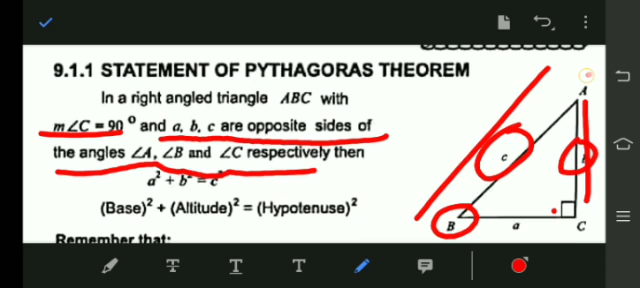 9.1.1 STATEMENT OF PYTHAGORAS THEOREM
In a right angled triangle ABC with
m∠C = 90° and a, b, c are opposite sides of
the angles ∠A, ∠B and ∠C respectively then
a² + b² = c²
(Base)² + (Altitude)² = (Hypotenuse)²
Remember that:
A
c
b
B
a
C
T
T
T